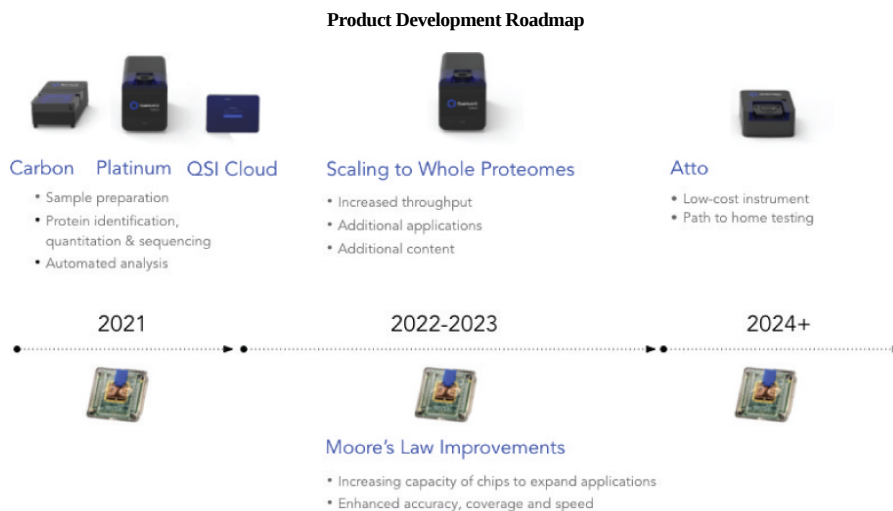 Product Development Roadmap
Carbon Platinum QSI Cloud
• Sample preparation
• Protein identification,
quantitation & sequencing
• Automated analysis
Scaling to Whole Proteomes
• Increased throughput
• Additional applications
• Additional content
Atto
• Low-cost instrument
• Path to home testing
2021
2022-2023
2024+
Moore's Law Improvements
• Increasing capacity of chips to expand applications
• Enhanced accuracy, coverage and speed